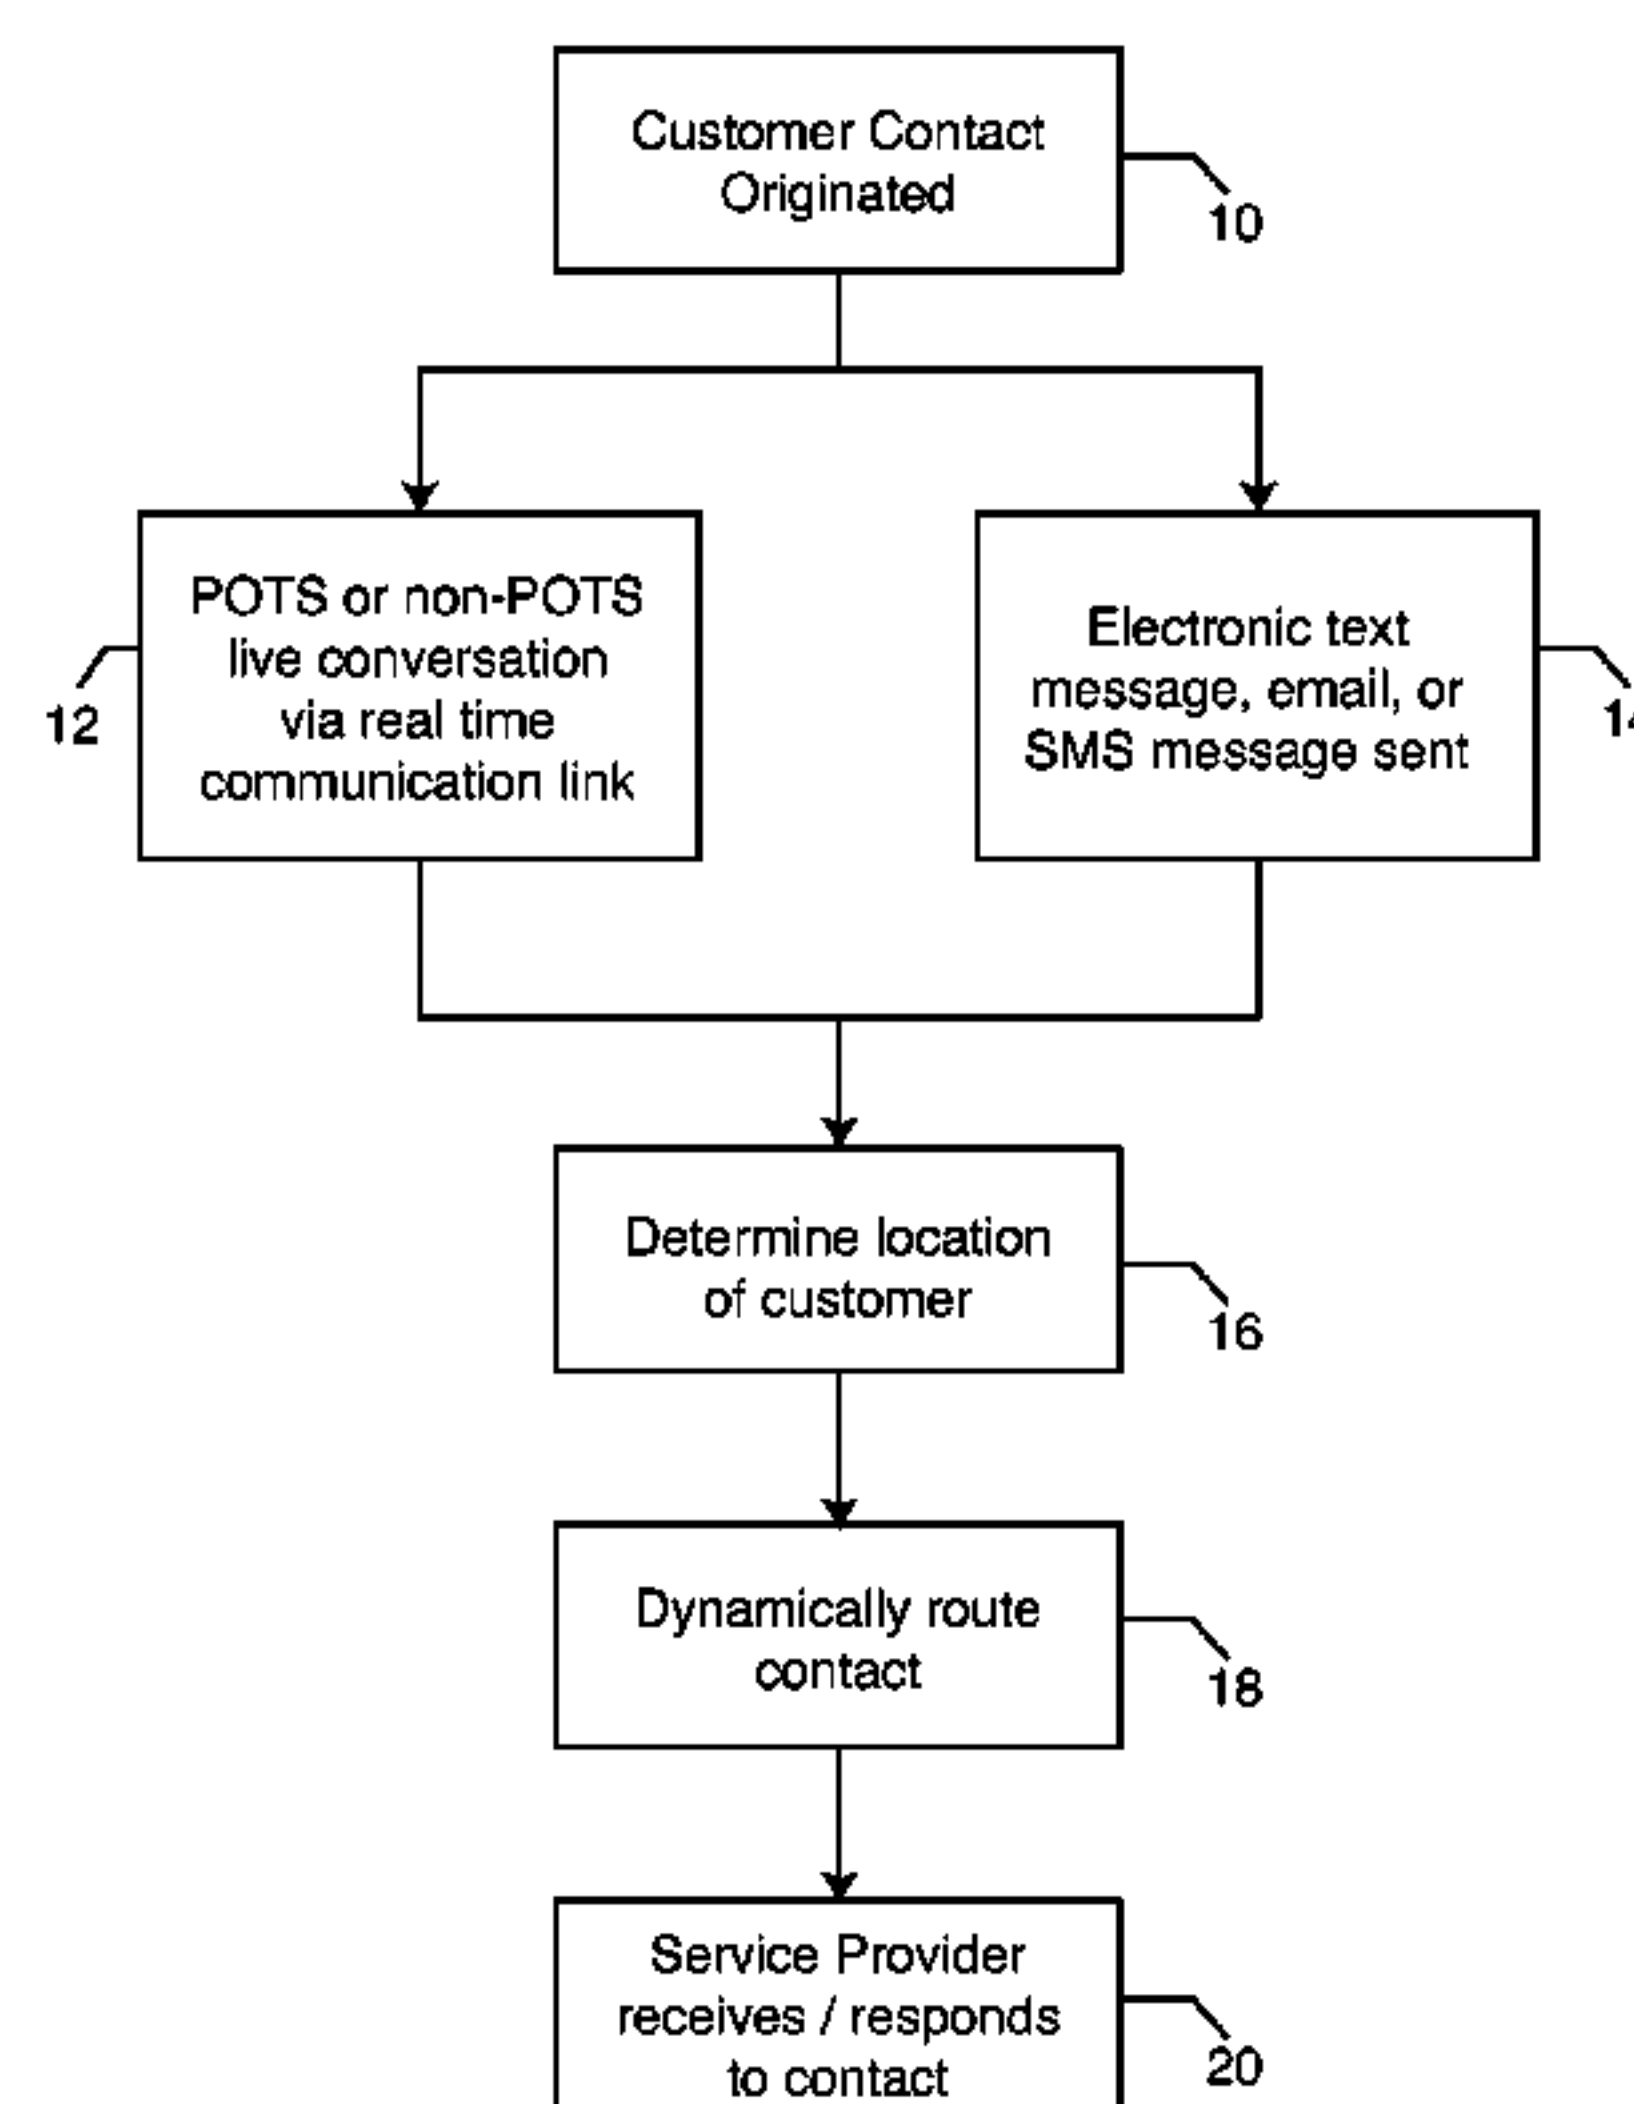 Customer Contact
Originated
10
POTS or non-POTS
live conversation
via real time
communication link
12
Electronic text
message, email, or
SMS message sent
14
Determine location
of customer
16
Dynamically route
contact
18
Service Provider
receives / responds
to contact
20